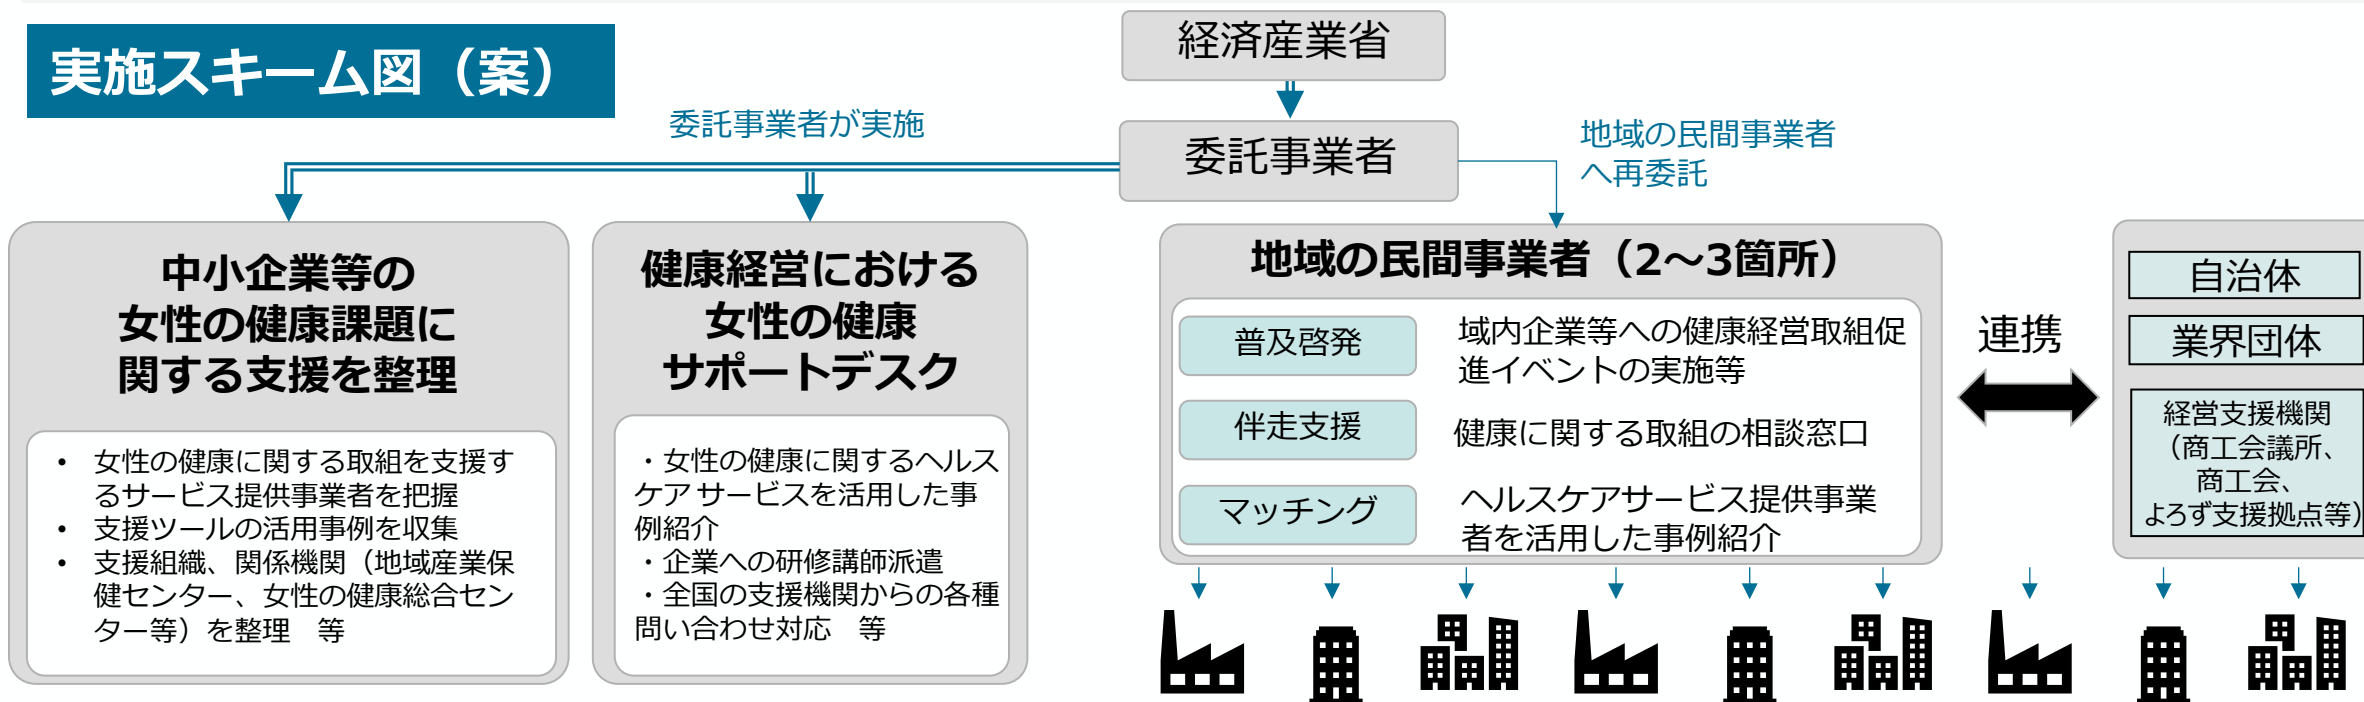 実施スキーム図（案）
経済産業省
委託事業者が実施
委託事業者
地域の民間事業者
へ再委託
中小企業等の
女性の健康課題に
関する支援を整理
• 女性の健康に関する取組を支援す
るサービス提供事業者を把握
• 支援ツールの活用事例を収集
• 支援組織、関係機関（地域産業保
健センター、女性の健康総合セン
ター等）を整理　等
健康経営における
女性の健康
サポートデスク
・女性の健康に関するヘルス
ケア サービスを活用した事
例紹介
・企業への研修講師派遣
・全国の支援機関からの各種
問い合わせ対応　等
地域の民間事業者（2～3箇所）
普及啓発
域内企業等への健康経営取組促
進イベントの実施等
伴走支援
健康に関する取組の相談窓口
マッチング
ヘルスケアサービス提供事業
者を活用した事例紹介
連携
自治体
業界団体
経営支援機関
（商工会議所、
商工会、
よろず支援拠点等）